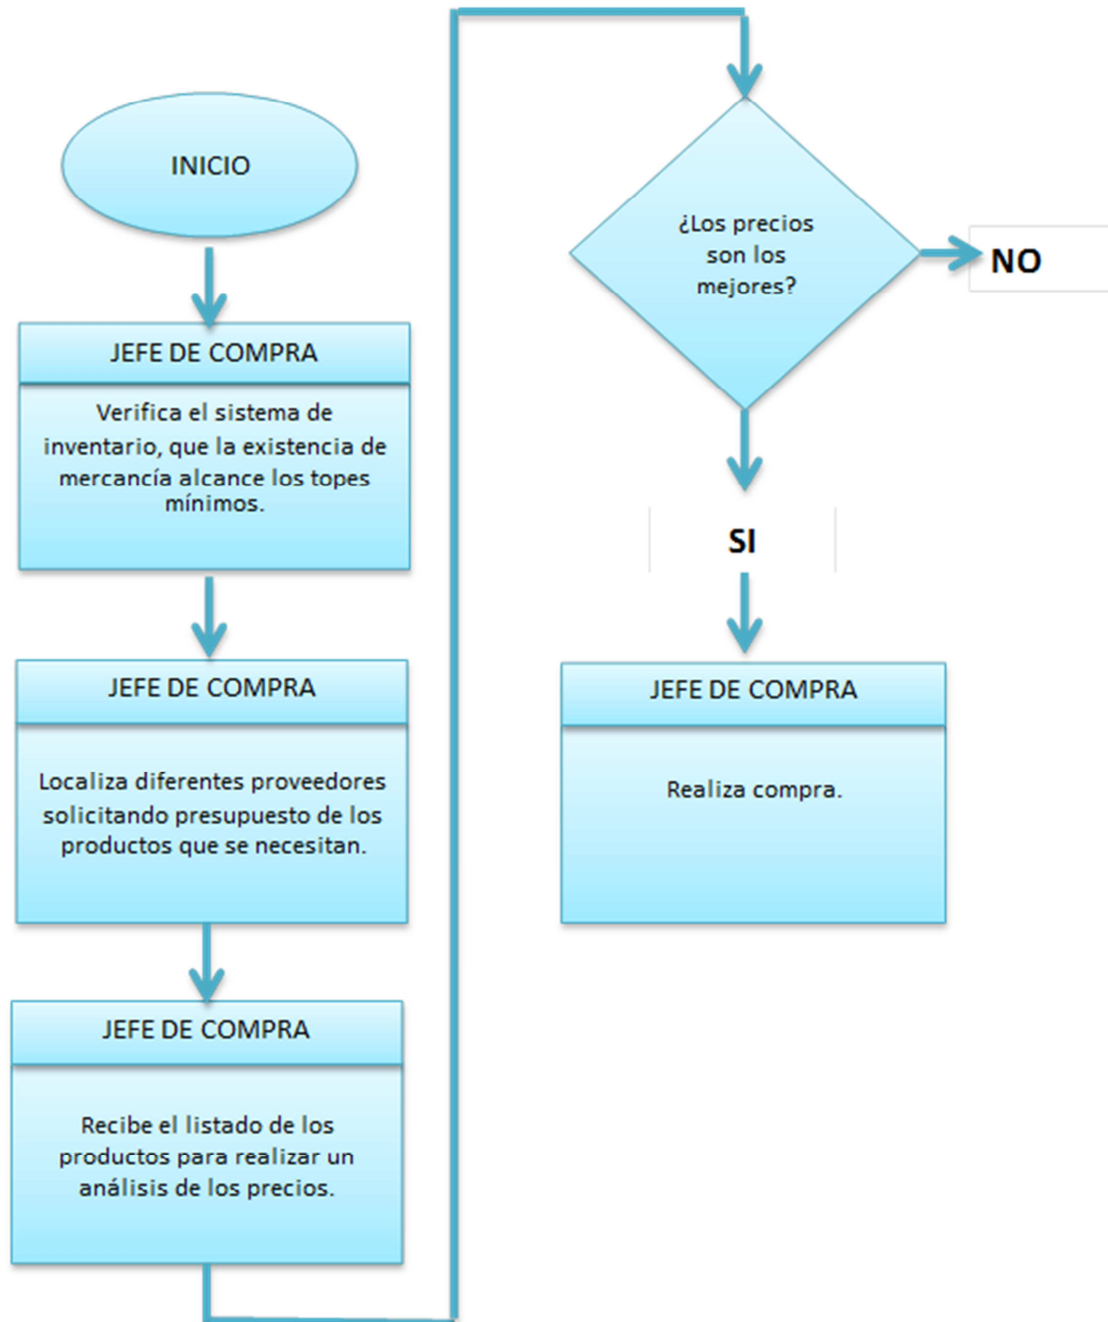 INICIO
JEFE DE COMPRA
Verifica el sistema de
inventario, que la existencia de
mercancía alcance los topes
mínimos.
JEFE DE COMPRA
Localiza diferentes proveedores
solicitando presupuesto de los
productos que se necesitan.
JEFE DE COMPRA
Recibe el listado de los
productos para realizar un
análisis de los precios.
¿Los precios
son los
mejores?
NO
SI
JEFE DE COMPRA
Realiza compra.